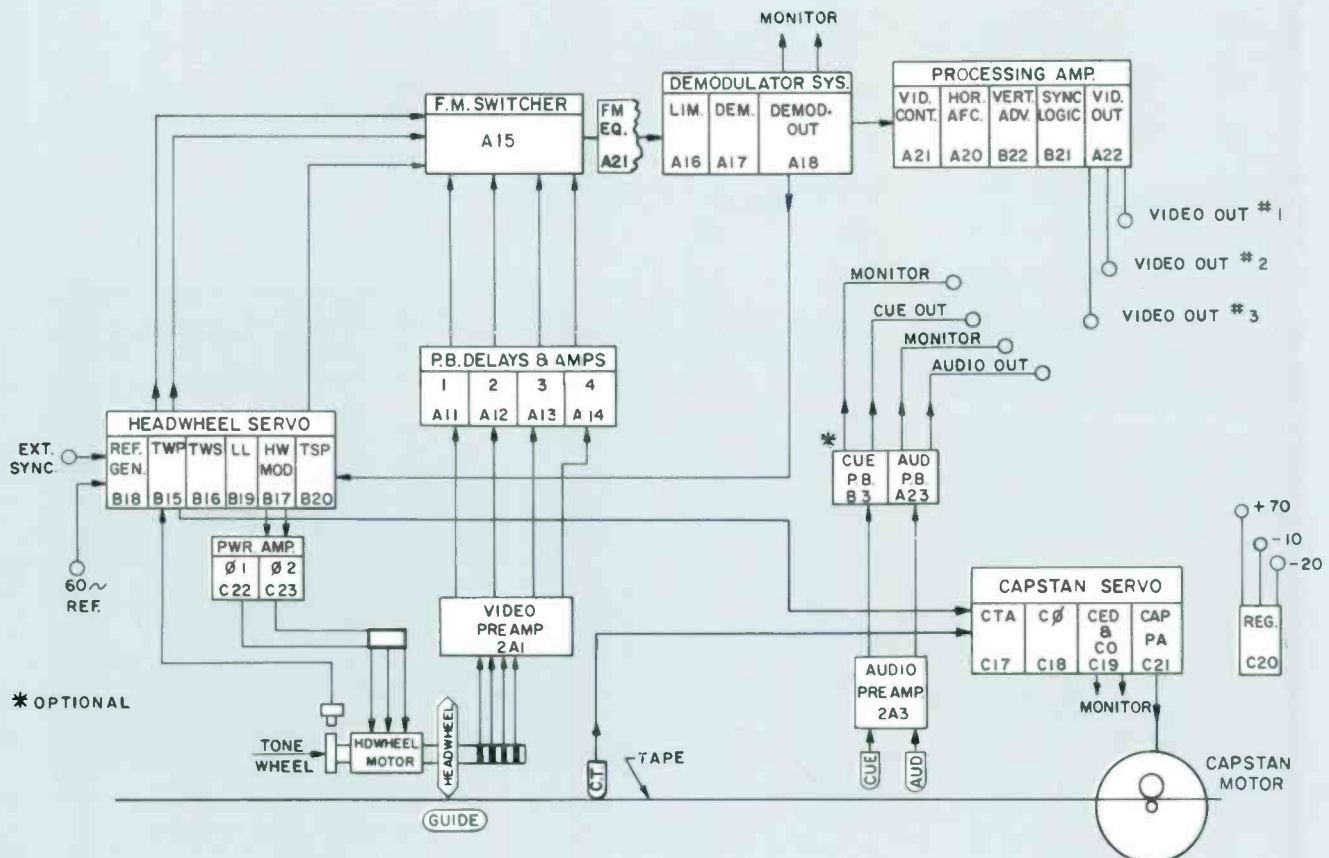 MONITOR
DEMODULATOR SYS.
LIM. DEM. DEMOD. OUT
A16 A17 A18
PROCESSING AMP.
VID. CONT. HOR. AFC. VERT. ADV. SYNC LOGIC VID. OUT
A21 A20 B22 B21 A22
F.M. SWITCHER
A15
FM EQ. A21
VIDEO OUT #1
VIDEO OUT #2
VIDEO OUT #3
MONITOR
CUE OUT
MONITOR
AUDIO OUT
P.B. DELAYS & AMPS
1 2 3 4
A11 A12 A13 A14
HEADWHEEL SERVO
REF. GEN. TWP TWS LL HW MOD TSP
B18 B15 B16 B19 B17 B20
EXT. SYNC.
60~ REF.
*
CUE P.B. B3
AUD P.B. A23
PWR AMP.
Ø1 Ø2
C22 C23
+70
-10
-20
REG. C20
CAPSTAN SERVO
CTA CØ CED & CO CAP PA
C17 C18 C19 C21
MONITOR
VIDEO PREAMP 2A1
AUDIO PREAMP. 2A3
* OPTIONAL
TONE WHEEL
HDWHEEL MOTOR
HEADWHEEL
C.T.
TAPE
CUE
AUD
CAPSTAN MOTOR
GUIDE